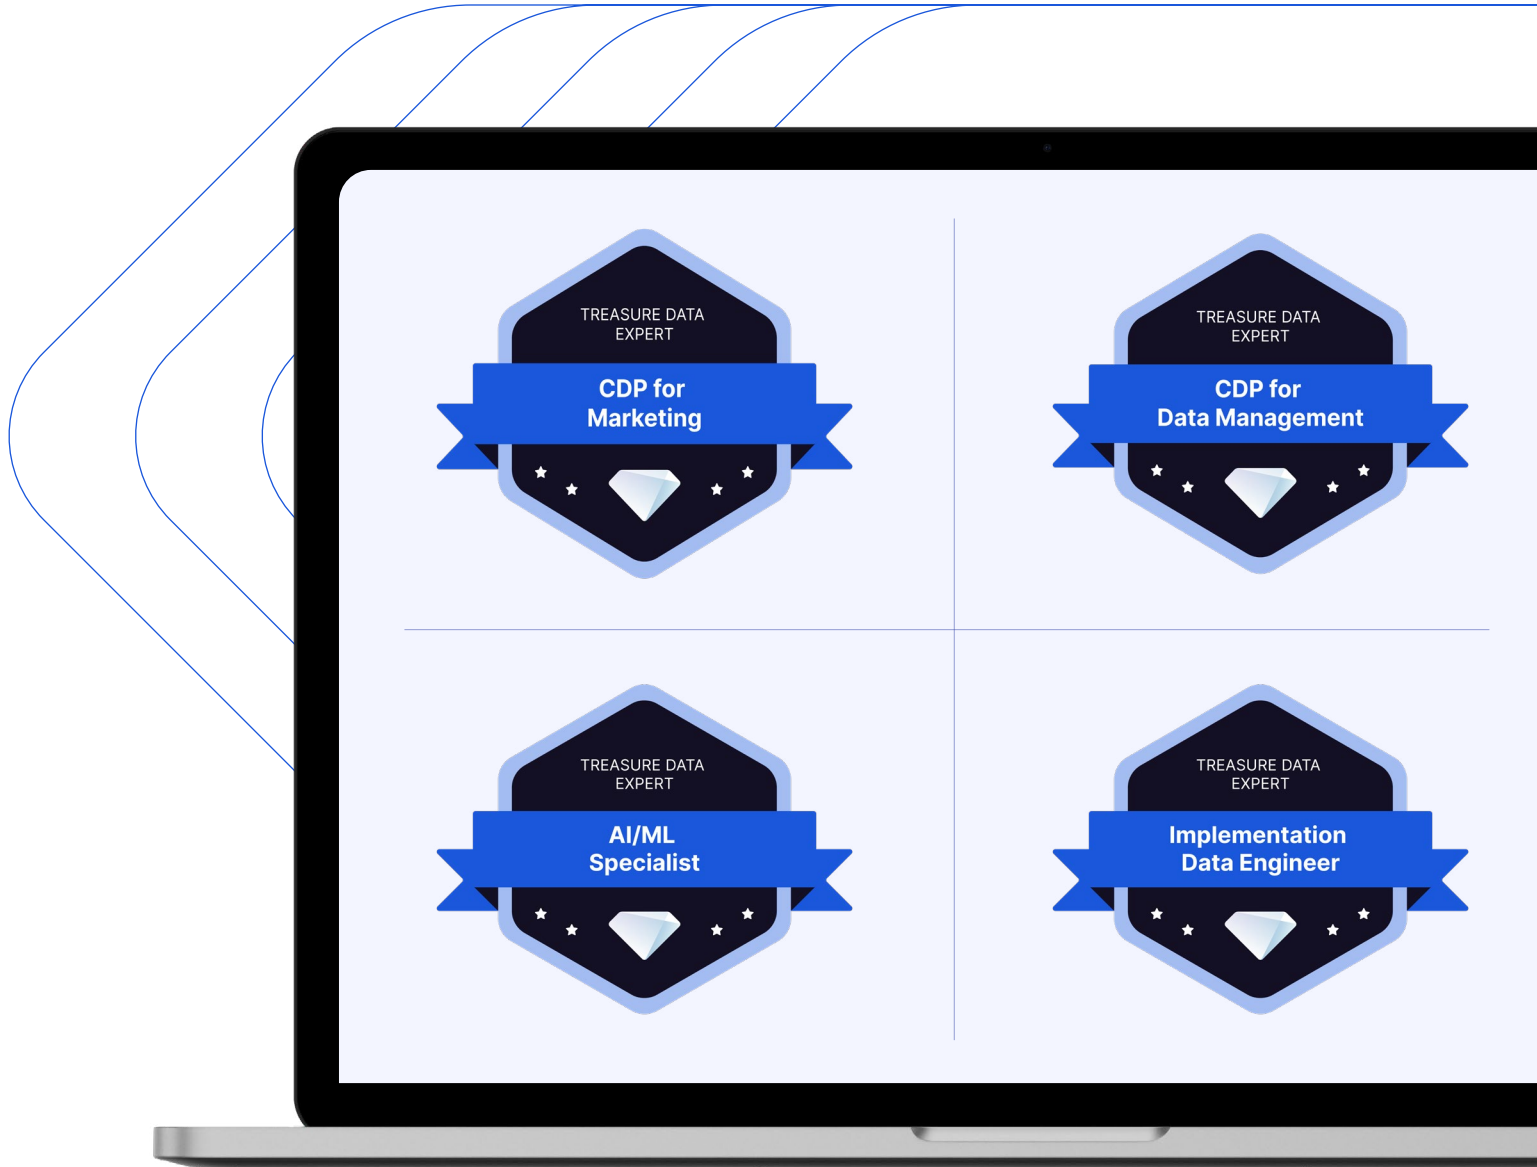 TREASURE DATA
EXPERT
CDP for
Marketing
TREASURE DATA
EXPERT
CDP for
Data Management
TREASURE DATA
EXPERT
AI/ML
Specialist
TREASURE DATA
EXPERT
Implementation
Data Engineer